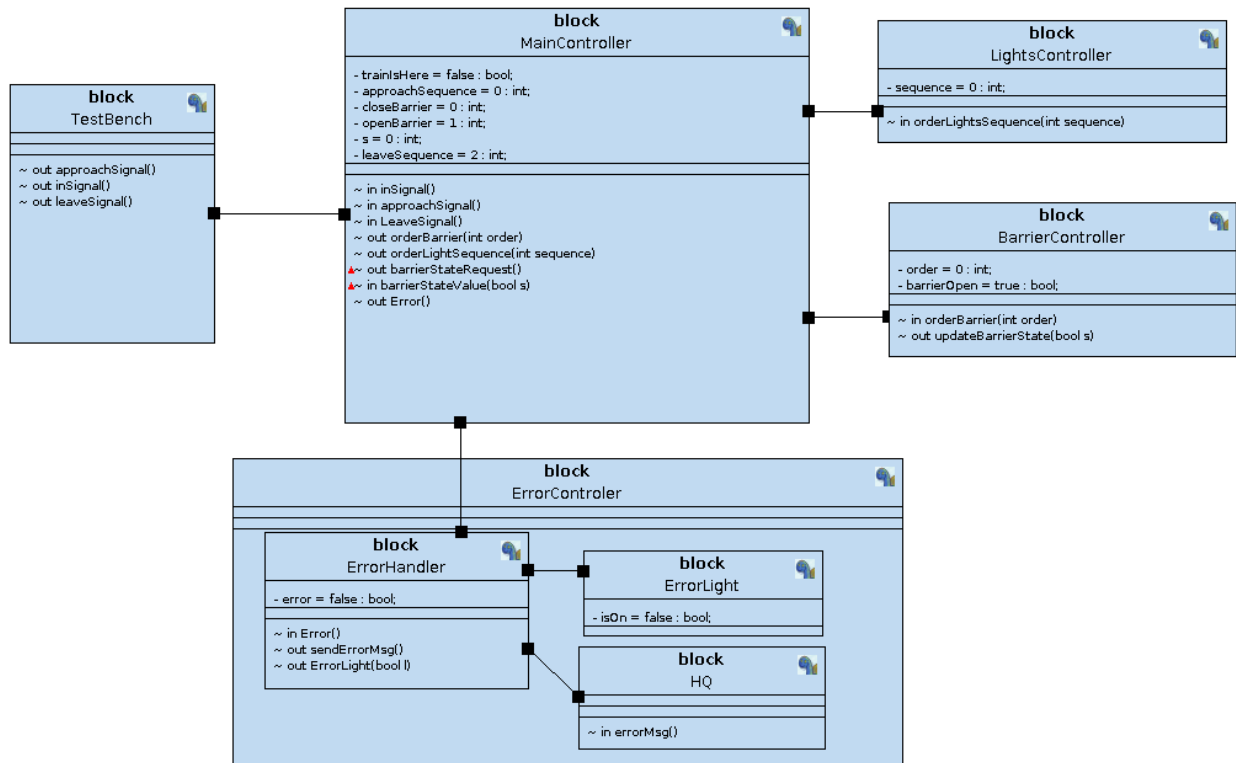 block
TestBench
~ out approachSignal()
~ out inSignal()
~ out leaveSignal()
block
MainController
- trainIsHere = false : bool;
- approachSequence = 0 : int;
- closeBarrier = 0 : int;
- openBarrier = 1 : int;
- s = 0 : int;
- leaveSequence = 2 : int;
~ in inSignal()
~ in approachSignal()
~ in LeaveSignal()
~ out orderBarrier(int order)
~ out orderLightSequence(int sequence)
~ out barrierStateRequest()
~ in barrierStateValue(bool s)
~ out Error()
block
LightsController
- sequence = 0 : int;
~ in orderLightsSequence(int sequence)
block
BarrierController
- order = 0 : int;
- barrierOpen = true : bool;
~ in orderBarrier(int order)
~ out updateBarrierState(bool s)
block
ErrorControler
block
ErrorHandler
- error = false : bool;
~ in Error()
~ out sendErrorMsg()
~ out ErrorLight(bool l)
block
ErrorLight
- isOn = false : bool;
block
HQ
~ in errorMsg()